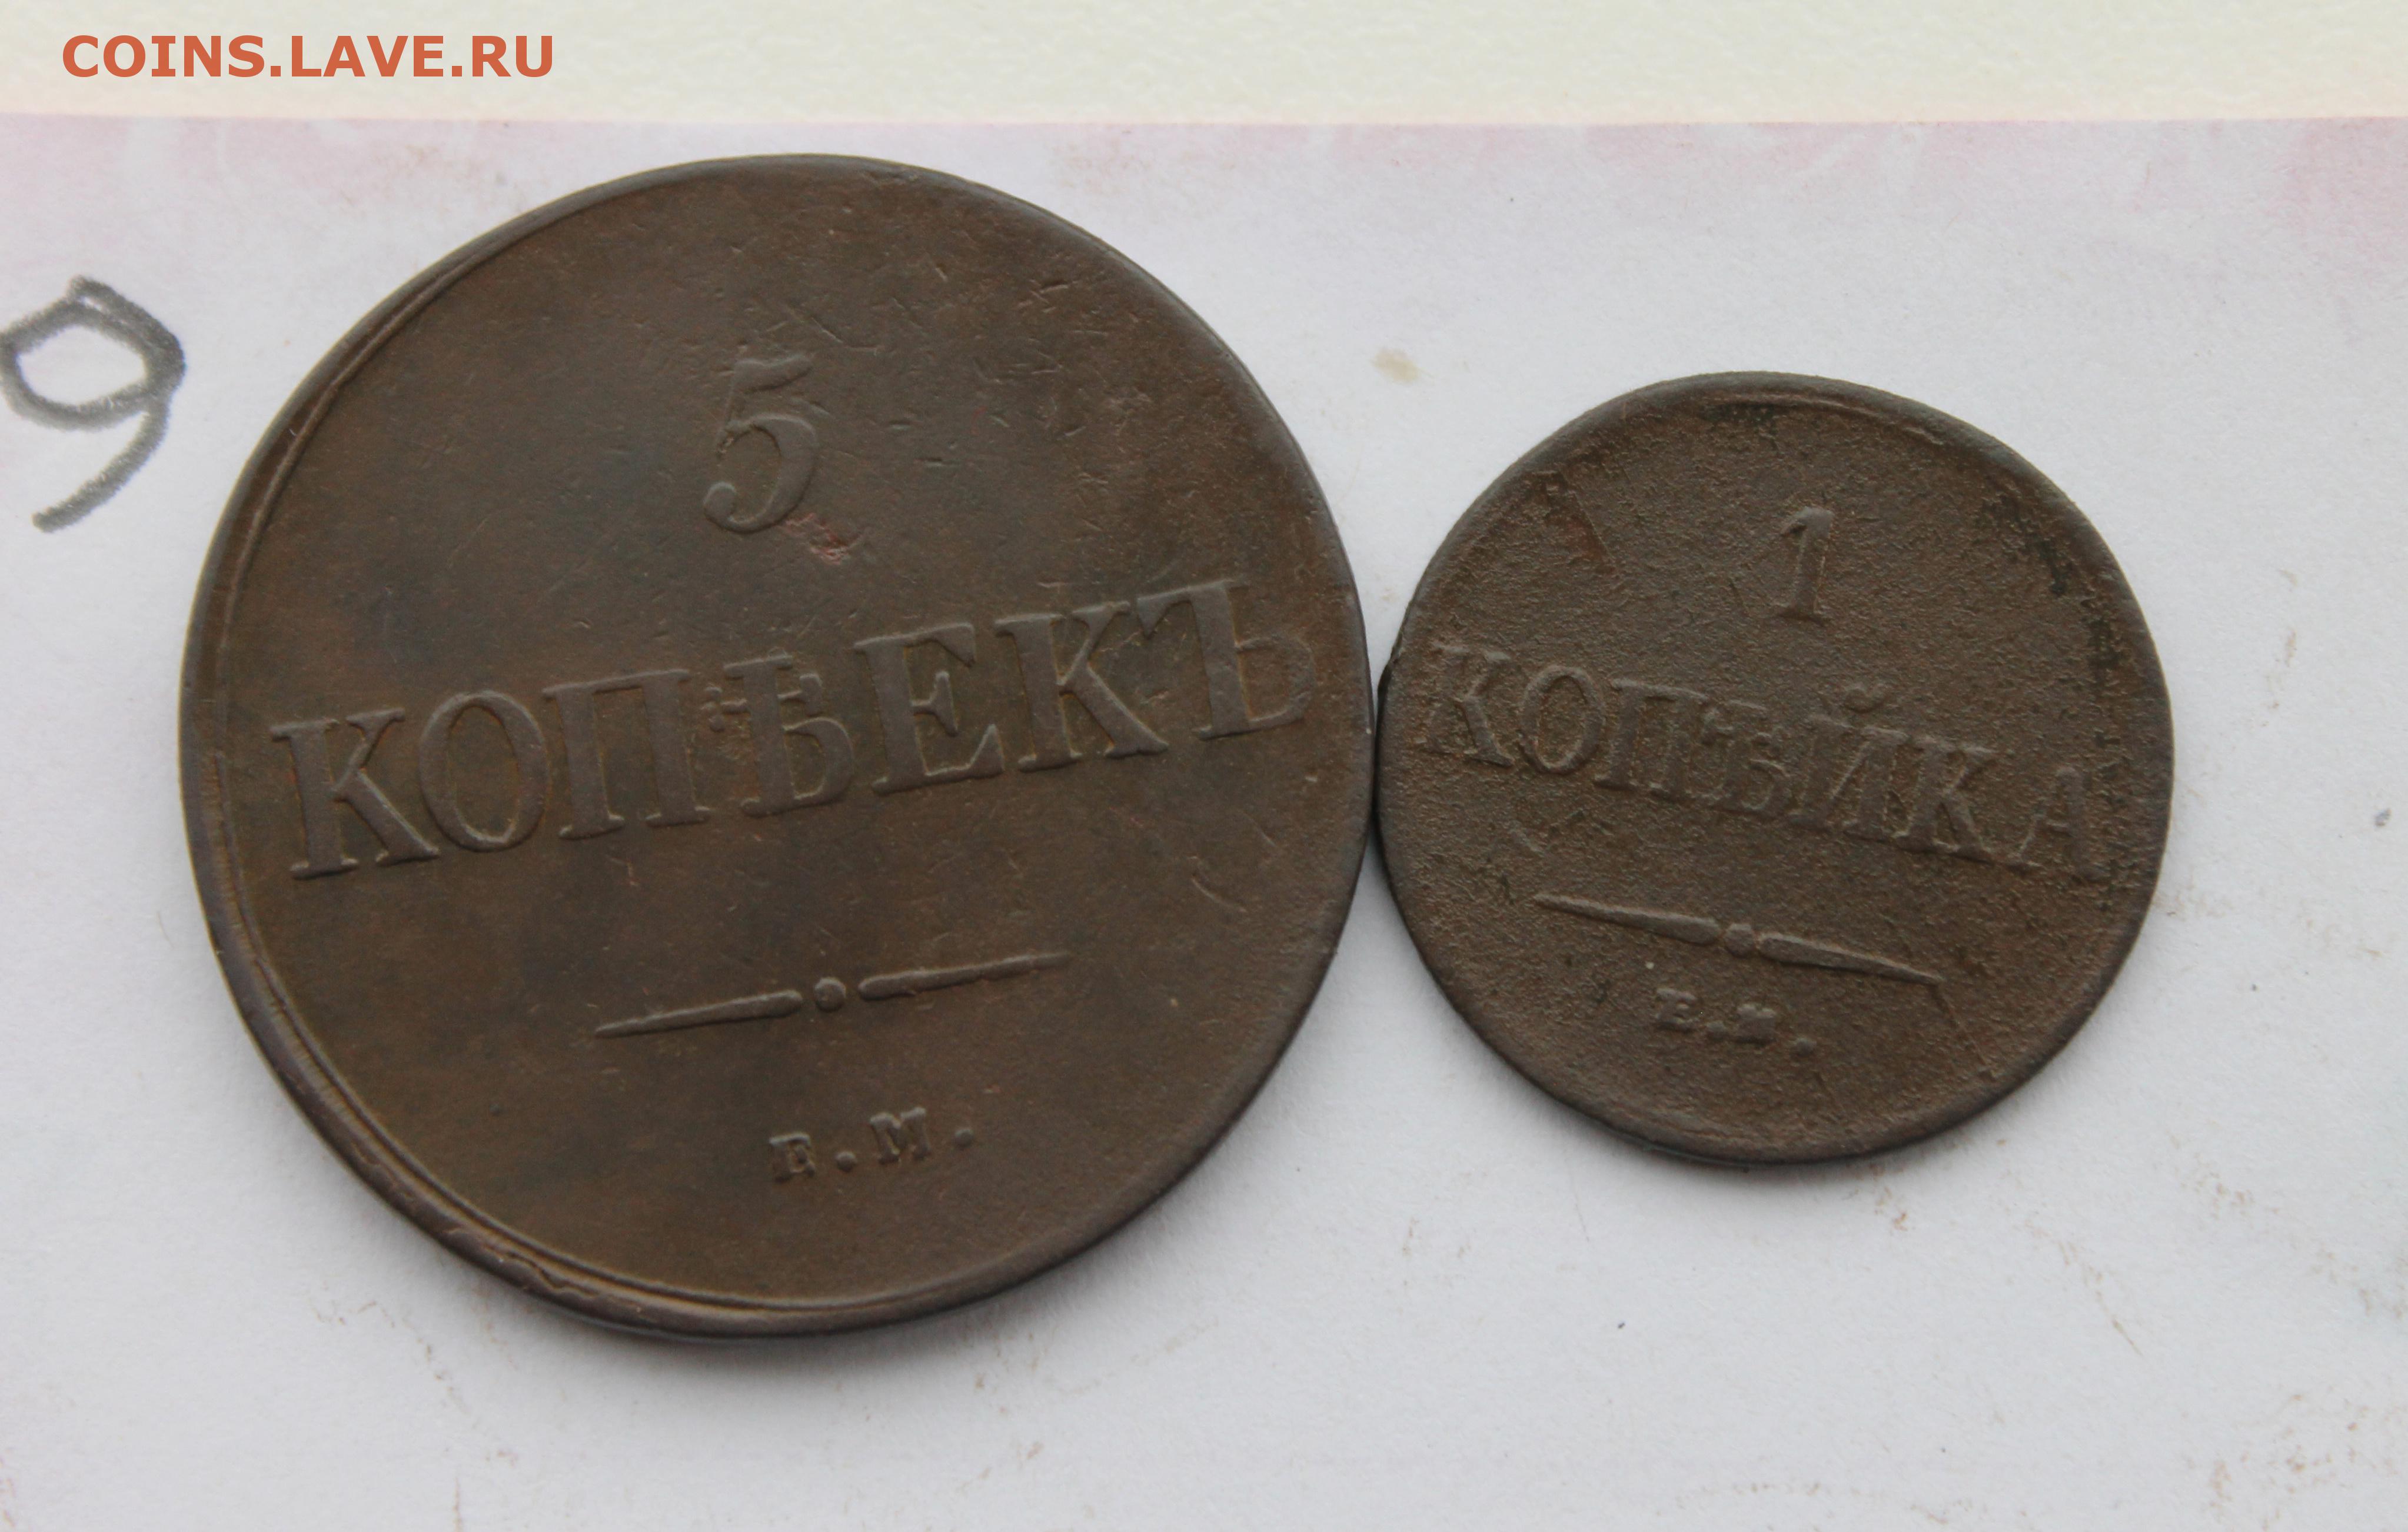 COINS.LAVE.RU
9
5
КОПѢЕКЪ
Е.М.
1
КОПѢЙКА
Е.М.